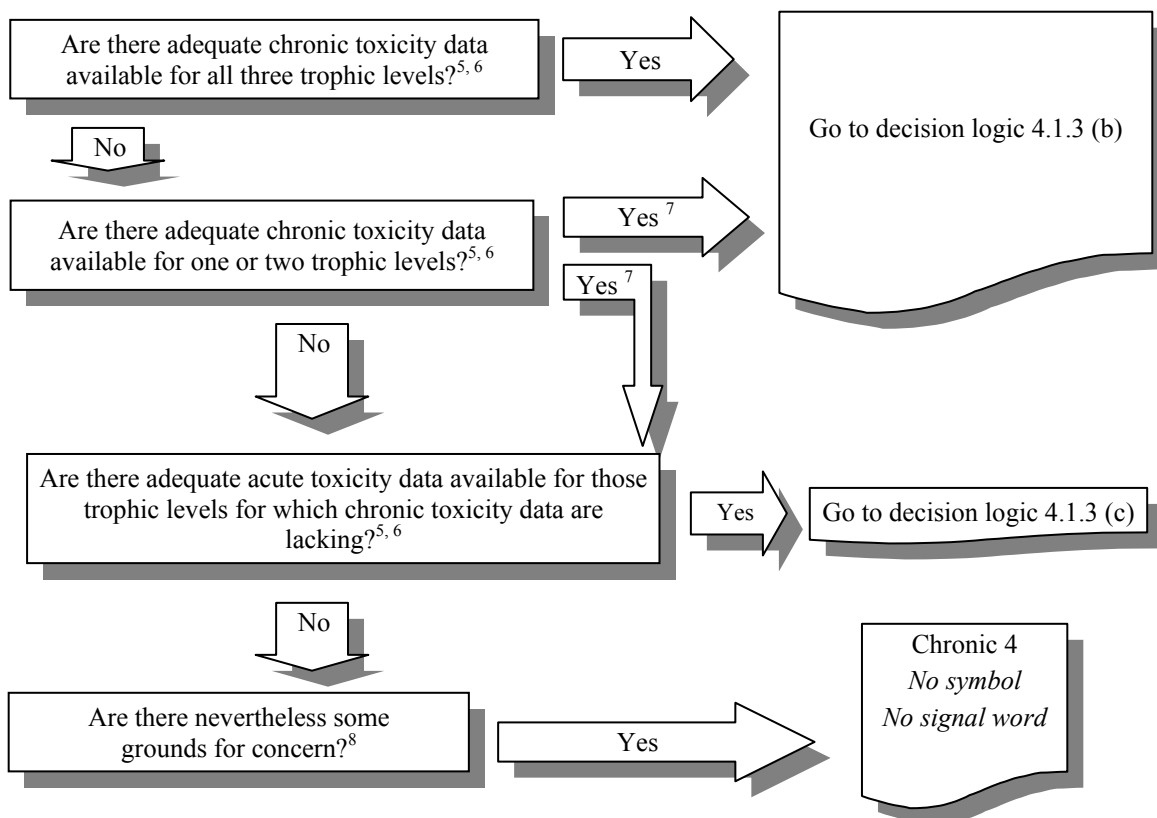 Are there adequate chronic toxicity data
available for all three trophic levels?5, 6
Yes
Go to decision logic 4.1.3 (b)
No
Are there adequate chronic toxicity data
available for one or two trophic levels?5, 6
Yes 7
Yes 7
No
Are there adequate acute toxicity data available for those
trophic levels for which chronic toxicity data are
lacking?5, 6
Yes
Go to decision logic 4.1.3 (c)
No
Are there nevertheless some
grounds for concern?8
Yes
Chronic 4
No symbol
No signal word